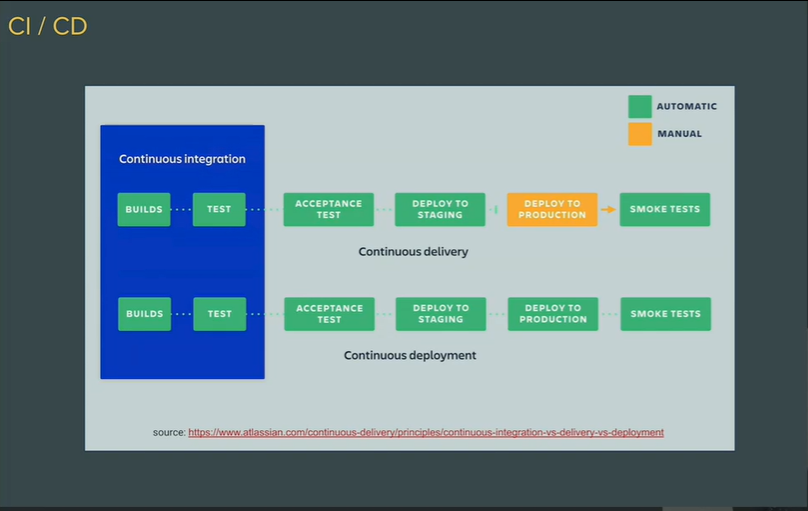 CI / CD
AUTOMATIC
MANUAL
Continuous integration
BUILDS
TEST
ACCEPTANCE
TEST
DEPLOY TO
STAGING
DEPLOY TO
PRODUCTION
SMOKE TESTS
Continuous delivery
BUILDS
TEST
ACCEPTANCE
TEST
DEPLOY TO
STAGING
DEPLOY TO
PRODUCTION
SMOKE TESTS
Continuous deployment
source: https://www.atlassian.com/continuous-delivery/principles/continuous-integration-vs-delivery-vs-deployment